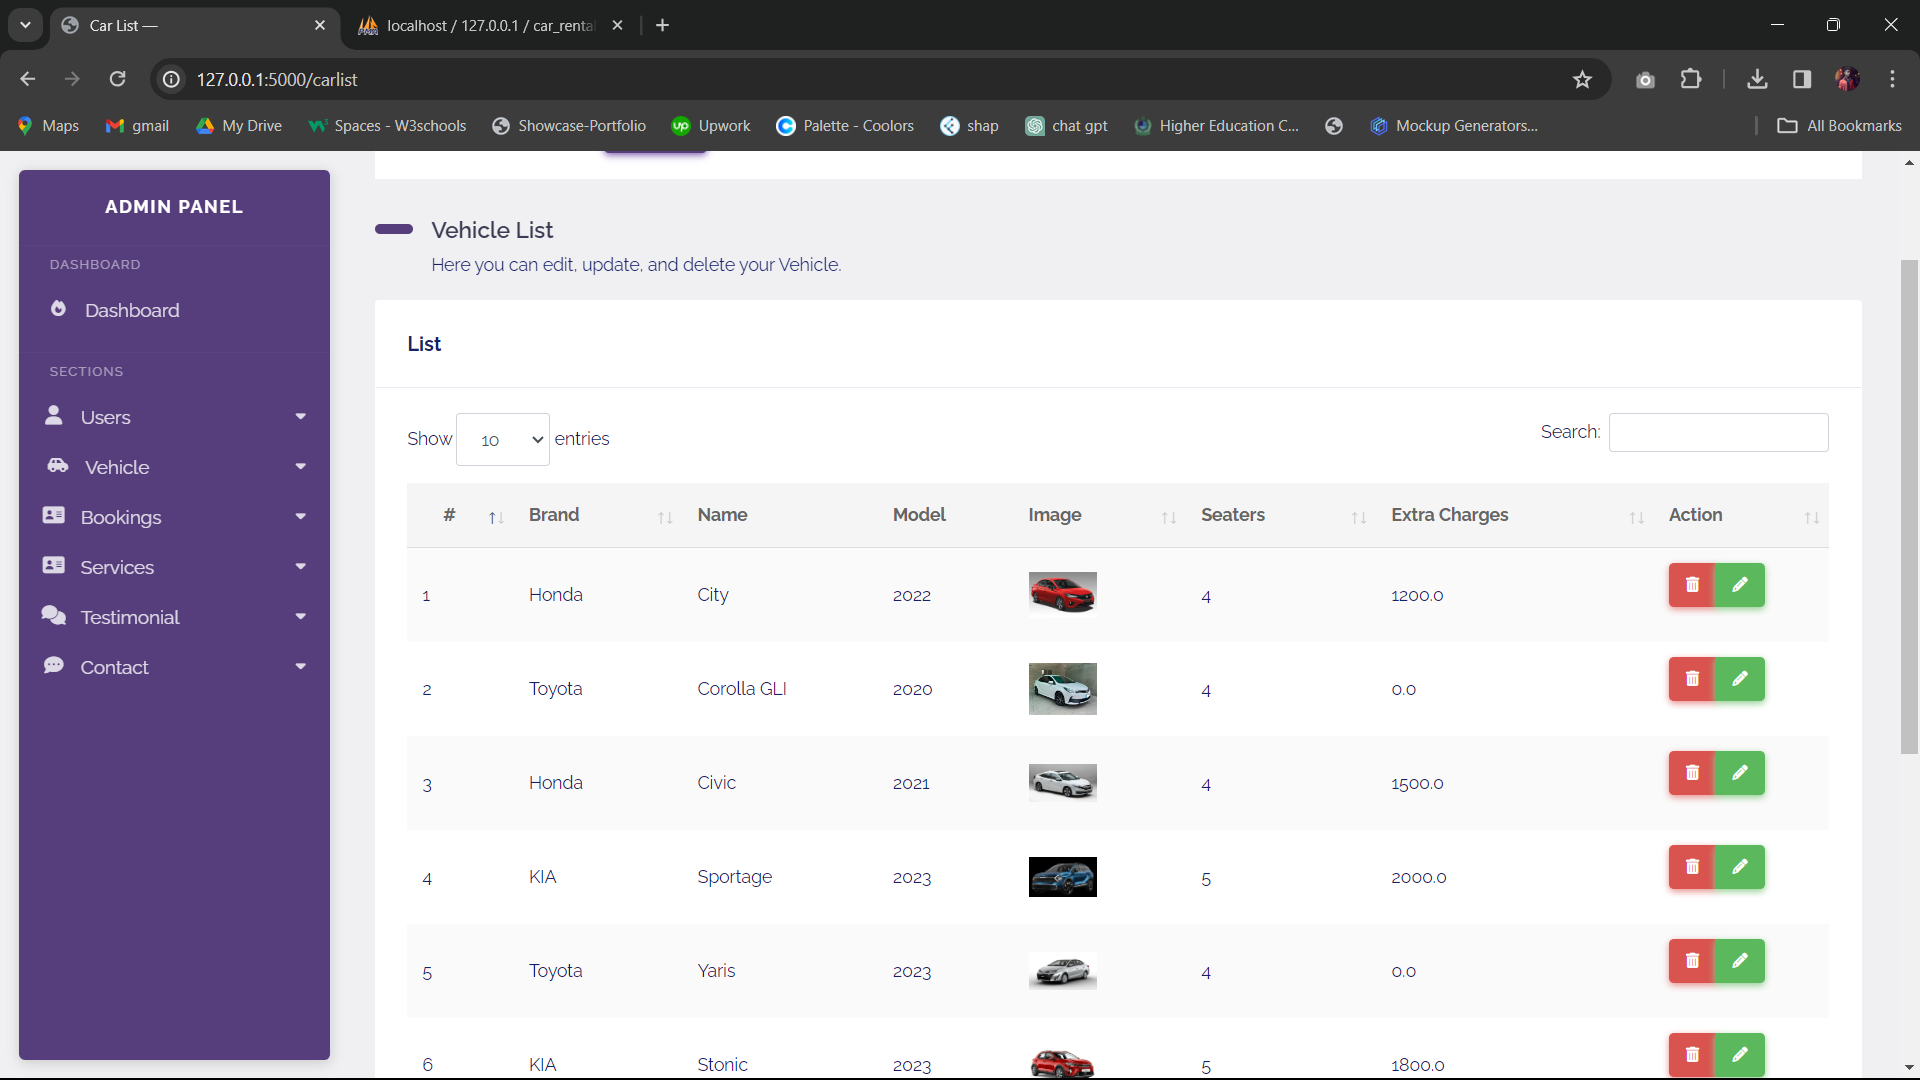 Car List —
localhost / 127.0.0.1 / car_renta
127.0.0.1:5000/carlist
Maps
gmail
My Drive
Spaces - W3schools
Showcase-Portfolio
Upwork
Palette - Coolors
shap
chat gpt
Higher Education C...
Mockup Generators...
All Bookmarks
ADMIN PANEL
DASHBOARD
Dashboard
SECTIONS
Users
Vehicle
Bookings
Services
Testimonial
Contact
Vehicle List
Here you can edit, update, and delete your Vehicle.
List
Show 10 entries
Search:
# Brand Name Model Image Seaters Extra Charges Action
1 Honda City 2022 4 1200.0
2 Toyota Corolla GLI 2020 4 0.0
3 Honda Civic 2021 4 1500.0
4 KIA Sportage 2023 5 2000.0
5 Toyota Yaris 2023 4 0.0
6 KIA Stonic 2023 5 1800.0